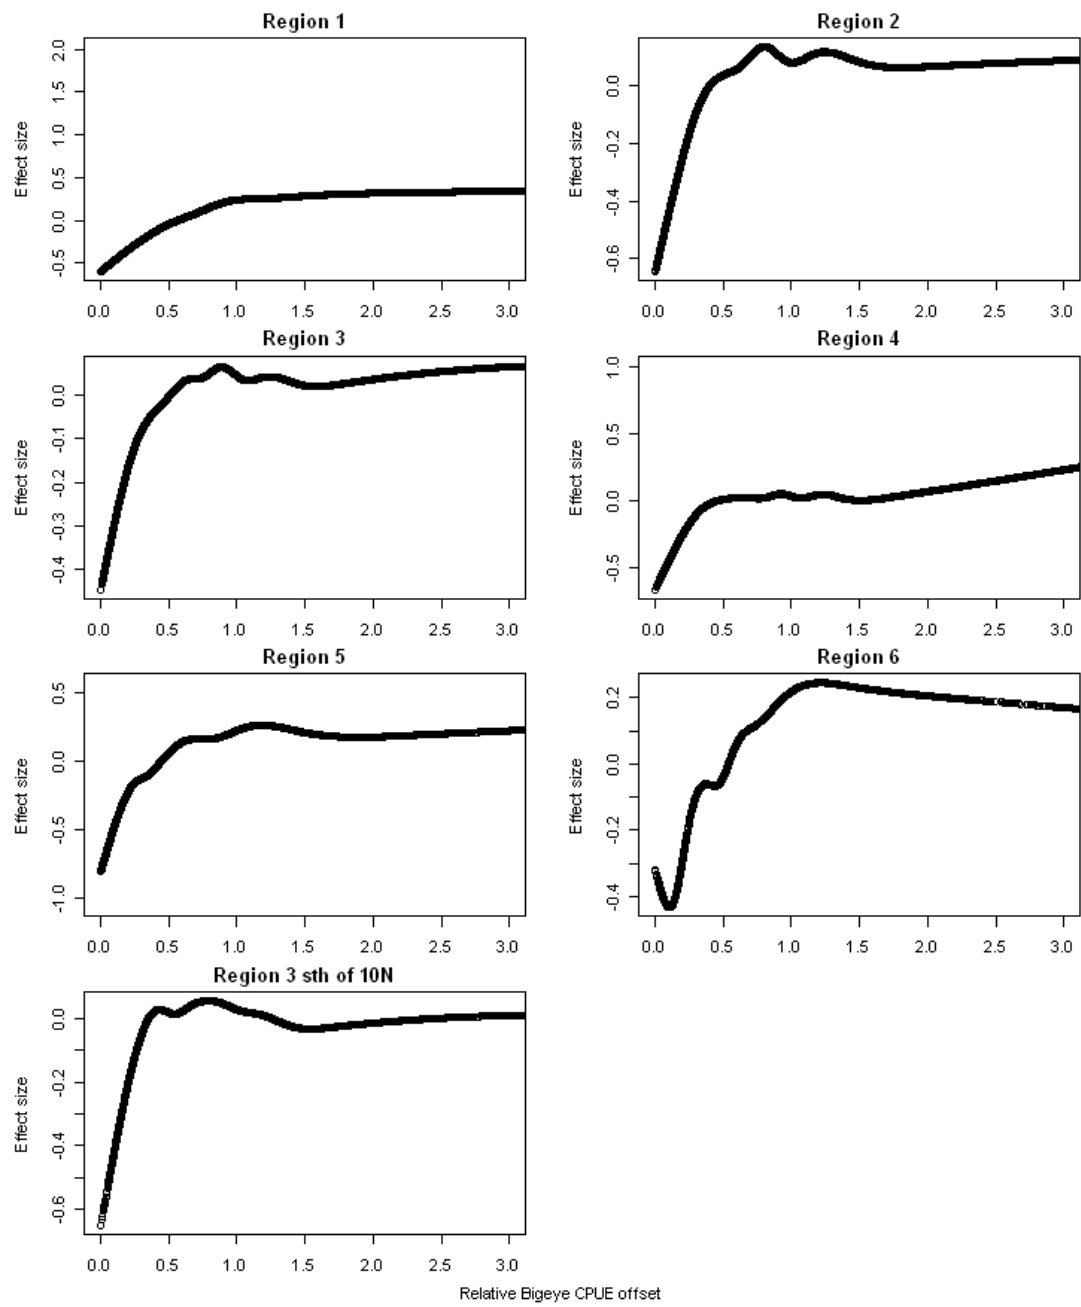 Region 1
Effect size
2.0
1.5
1.0
0.5
0.0
-0.5
0.0 0.5 1.0 1.5 2.0 2.5 3.0
Region 2
Effect size
0.0
-0.2
-0.4
-0.6
0.0 0.5 1.0 1.5 2.0 2.5 3.0
Region 3
Effect size
0.0
-0.1
-0.2
-0.3
-0.4
0.0 0.5 1.0 1.5 2.0 2.5 3.0
Region 4
Effect size
1.0
0.5
0.0
-0.5
0.0 0.5 1.0 1.5 2.0 2.5 3.0
Region 5
Effect size
0.5
0.0
-0.5
-1.0
0.0 0.5 1.0 1.5 2.0 2.5 3.0
Region 6
Effect size
0.2
0.0
-0.2
-0.4
0.0 0.5 1.0 1.5 2.0 2.5 3.0
Region 3 sth of 10N
Effect size
0.0
-0.2
-0.4
-0.6
0.0 0.5 1.0 1.5 2.0 2.5 3.0
Relative Bigeye CPUE offset